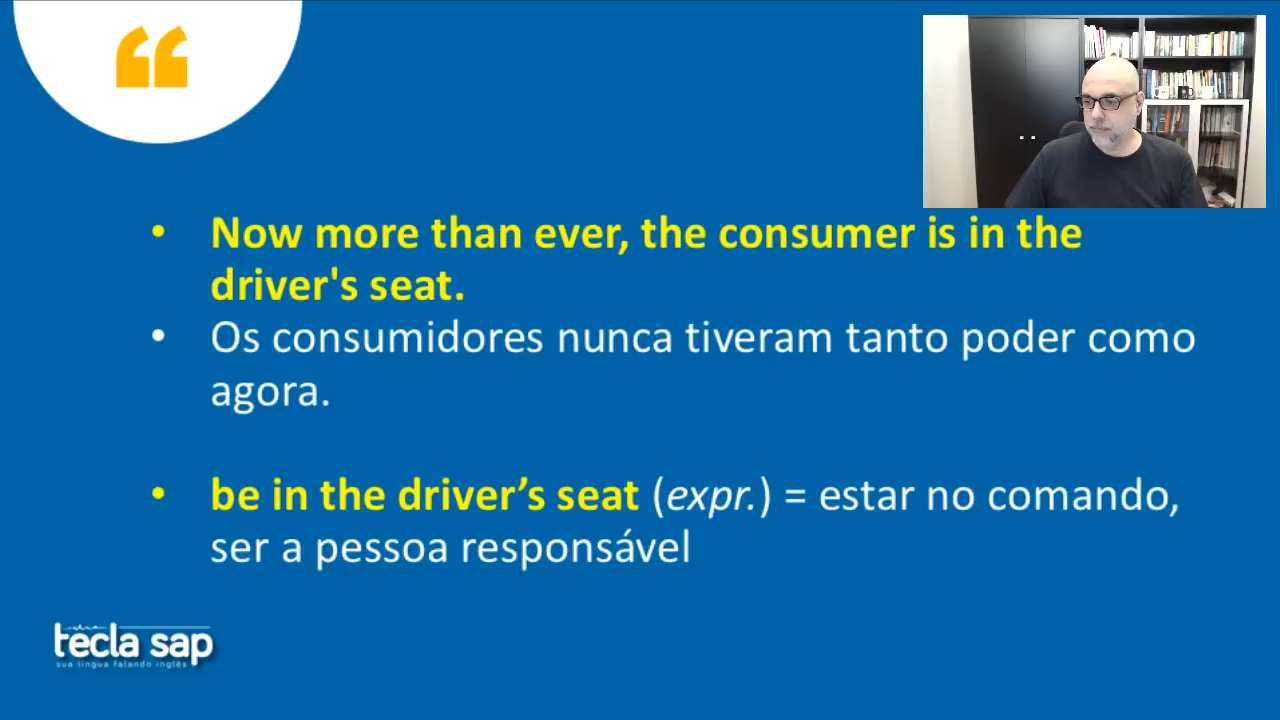 “
• Now more than ever, the consumer is in the
driver's seat.
• Os consumidores nunca tiveram tanto poder como
agora.
• be in the driver’s seat (expr.) = estar no comando,
ser a pessoa responsável
tecla sap
sua língua falando inglês